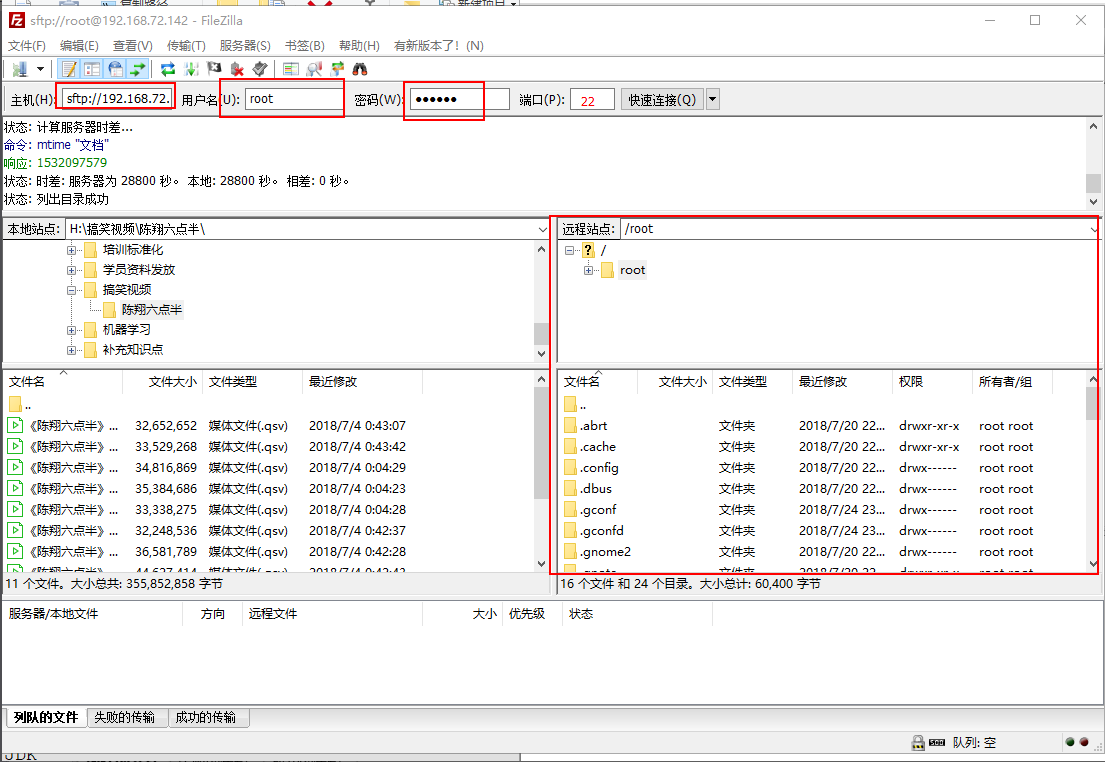 sftp://root@192.168.72.142 - FileZilla
文件(F) 编辑(E) 查看(V) 传输(T) 服务器(S) 书签(B) 帮助(H) 有新版本了! (N)
主机(H): sftp://192.168.72. 用户名(U): root 密码(W): ●●●●●● 端口(P): 22 快速连接(Q)
状态: 计算服务器时差...
命令: mtime "文档"
响应: 1532097579
状态: 时差: 服务器为 28800 秒。 本地: 28800 秒。 相差: 0 秒。
状态: 列出目录成功
本地站点: H:\搞笑视频\陈翔六点半\
培训标准化
学员资料发放
搞笑视频
陈翔六点半
机器学习
补充知识点
远程站点: /root
/
root
文件名 文件大小 文件类型 最近修改
..
《陈翔六点半》... 32,652,652 媒体文件(.qsv) 2018/7/4 0:43:07
《陈翔六点半》... 33,529,268 媒体文件(.qsv) 2018/7/4 0:43:42
《陈翔六点半》... 34,816,869 媒体文件(.qsv) 2018/7/4 0:04:29
《陈翔六点半》... 35,384,686 媒体文件(.qsv) 2018/7/4 0:04:23
《陈翔六点半》... 33,338,275 媒体文件(.qsv) 2018/7/4 0:04:28
《陈翔六点半》... 32,248,536 媒体文件(.qsv) 2018/7/4 0:42:37
《陈翔六点半》... 36,581,789 媒体文件(.qsv) 2018/7/4 0:42:28
11 个文件。大小总共: 355,852,858 字节
文件名 文件大小 文件类型 最近修改 权限 所有者/组
..
.abrt 文件夹 2018/7/20 22... drwxr-xr-x root root
.cache 文件夹 2018/7/20 22... drwxr-xr-x root root
.config 文件夹 2018/7/20 22... drwx------ root root
.dbus 文件夹 2018/7/20 22... drwx------ root root
.gconf 文件夹 2018/7/24 23... drwx------ root root
.gconfd 文件夹 2018/7/24 23... drwx------ root root
.gnome2 文件夹 2018/7/20 22... drwx------ root root
16 个文件 和 24 个目录。大小总计: 60,400 字节
服务器/本地文件 方向 远程文件 大小 优先级 状态
列队的文件 失败的传输 成功的传输
队列: 空
JDK